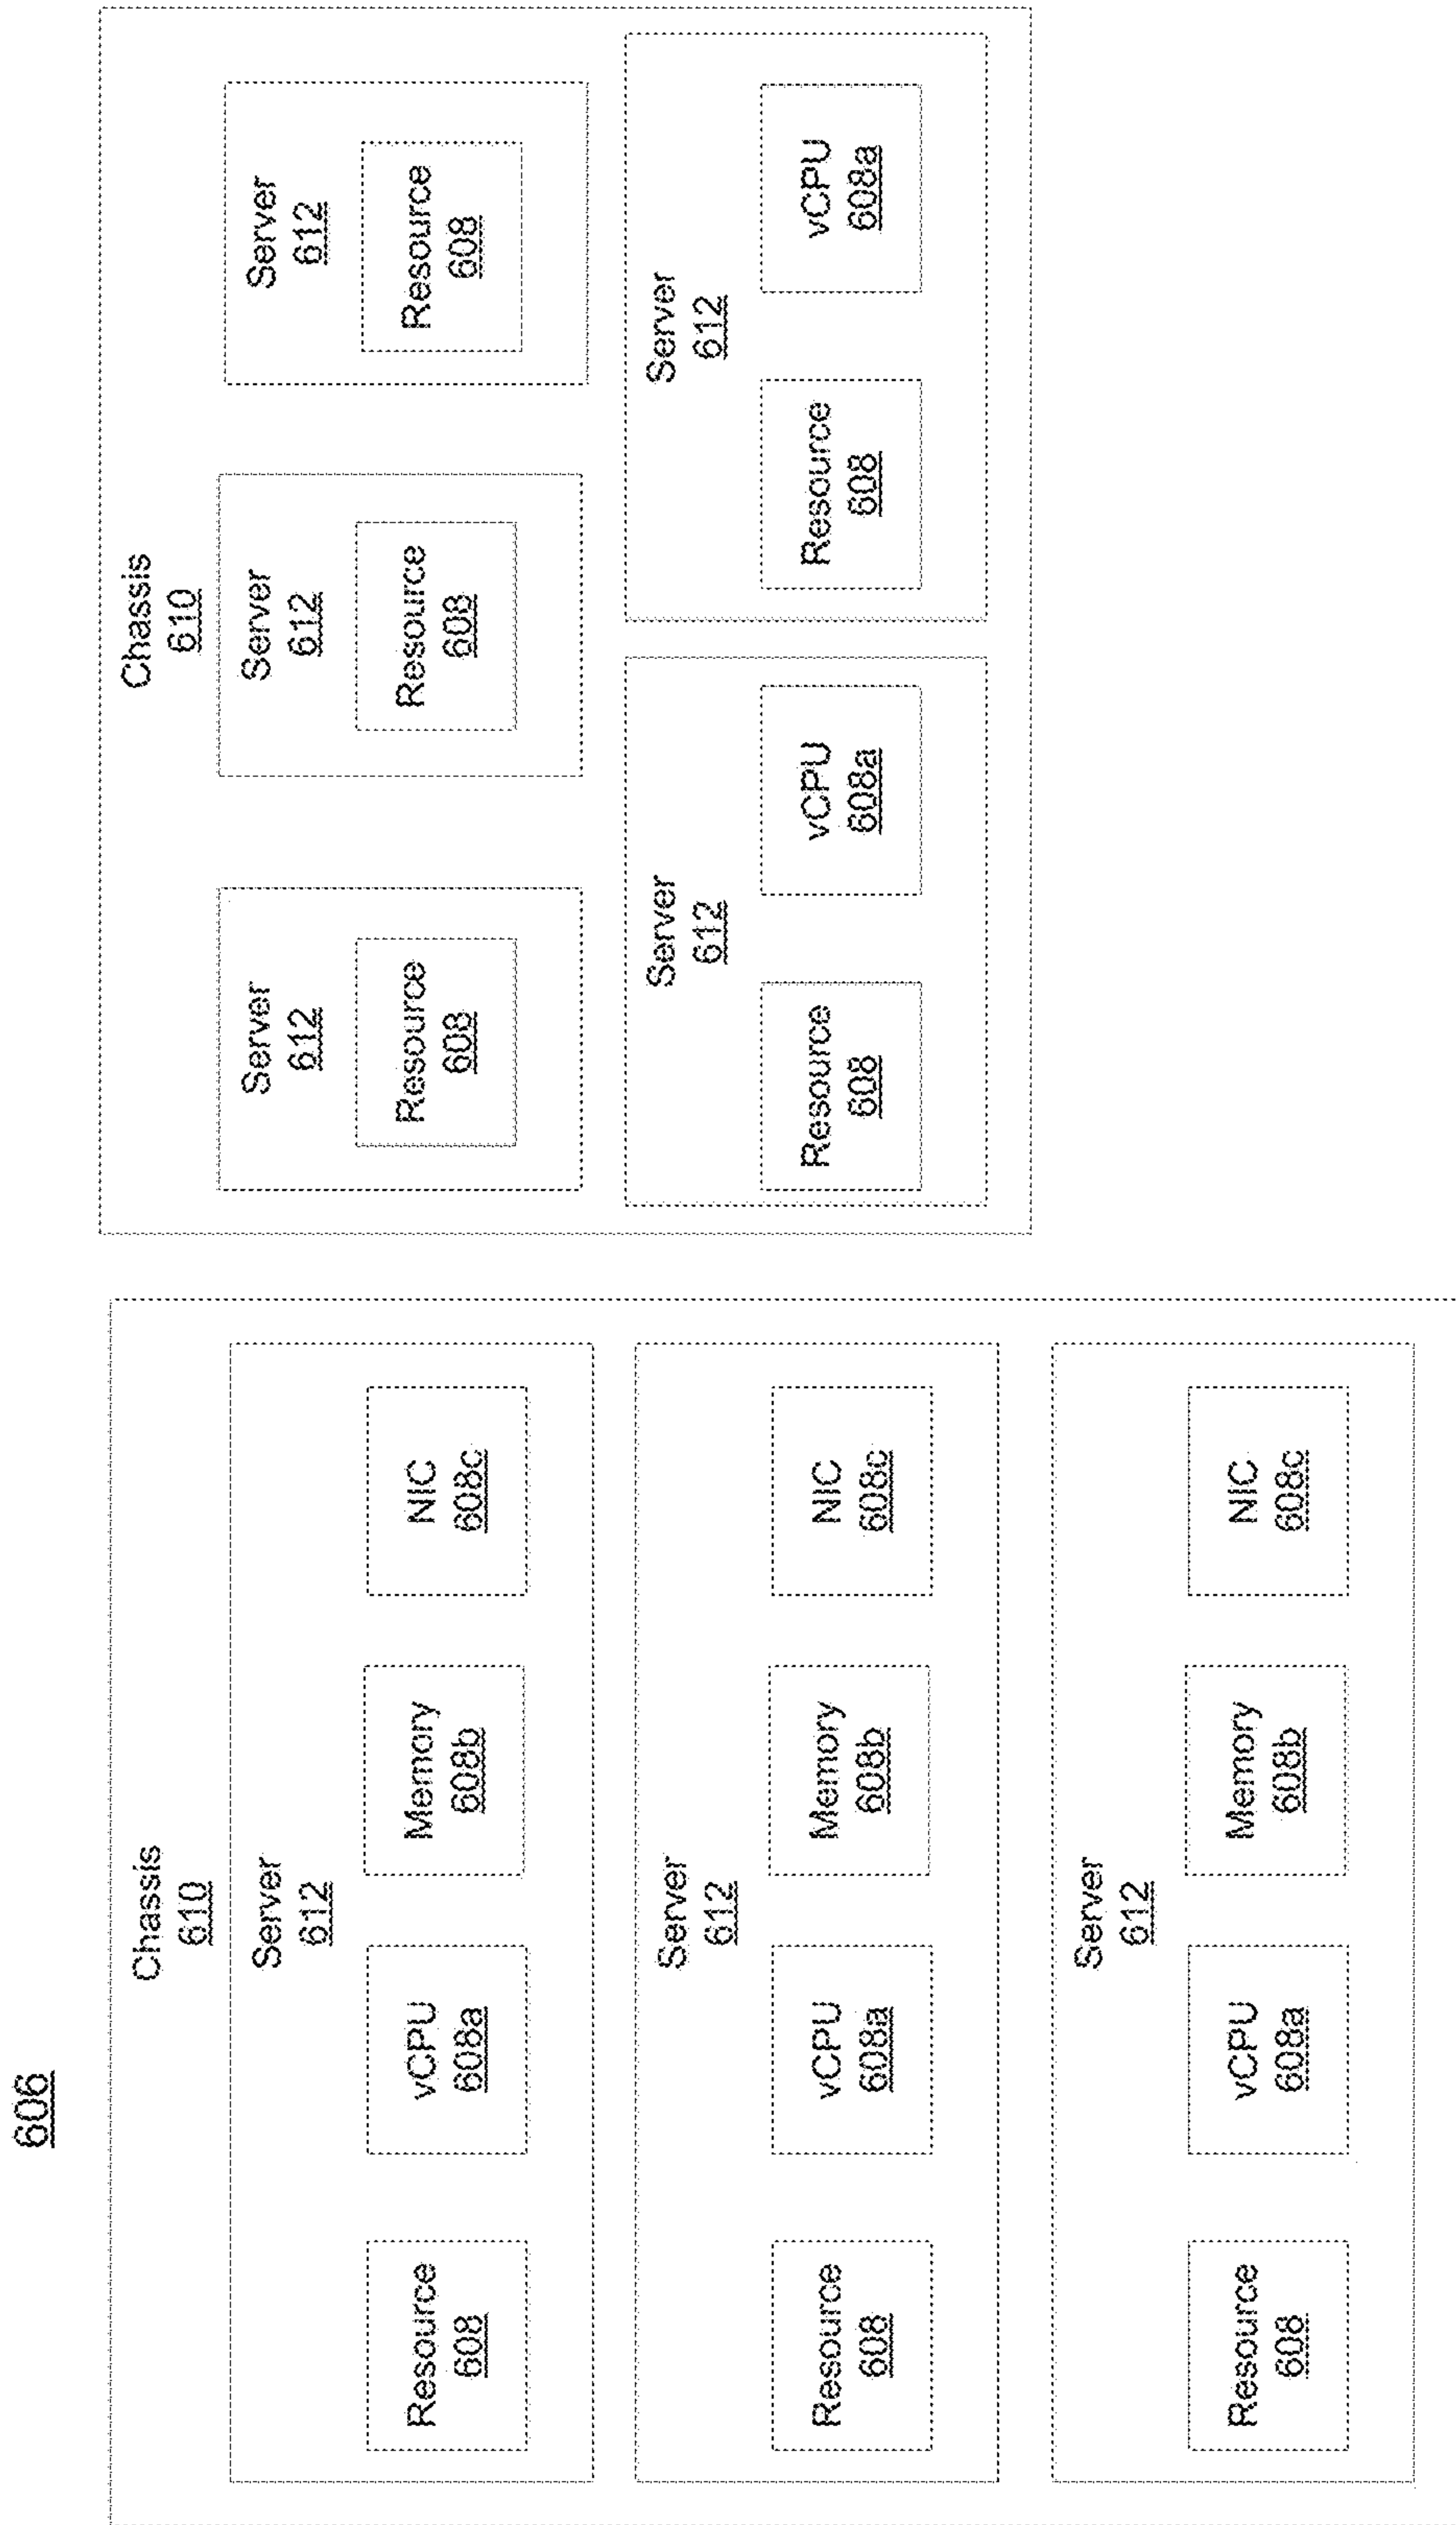 606
Chassis
610
Server
612
Resource
608
vCPU
608a
Memory
608b
NIC
608c
Server
612
Resource
608
vCPU
608a
Memory
608b
NIC
608c
Server
612
Resource
608
vCPU
608a
Memory
608b
NIC
608c
Chassis
610
Server
612
Resource
608
Server
612
Resource
608
Server
612
Resource
608
Server
612
Resource
608
vCPU
608a
Server
612
Resource
608
vCPU
608a